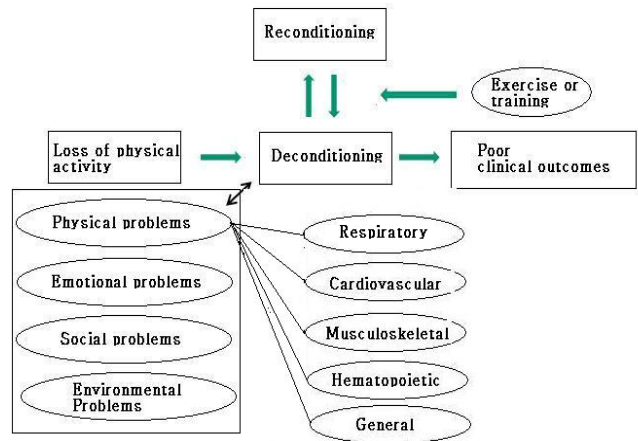 Reconditioning
Exercise or
training
Loss of physical
activity
Deconditioning
Poor
clinical outcomes
Physical problems
Emotional problems
Social problems
Environmental
Problems
Respiratory
Cardiovascular
Musculoskeletal
Hematopoietic
General